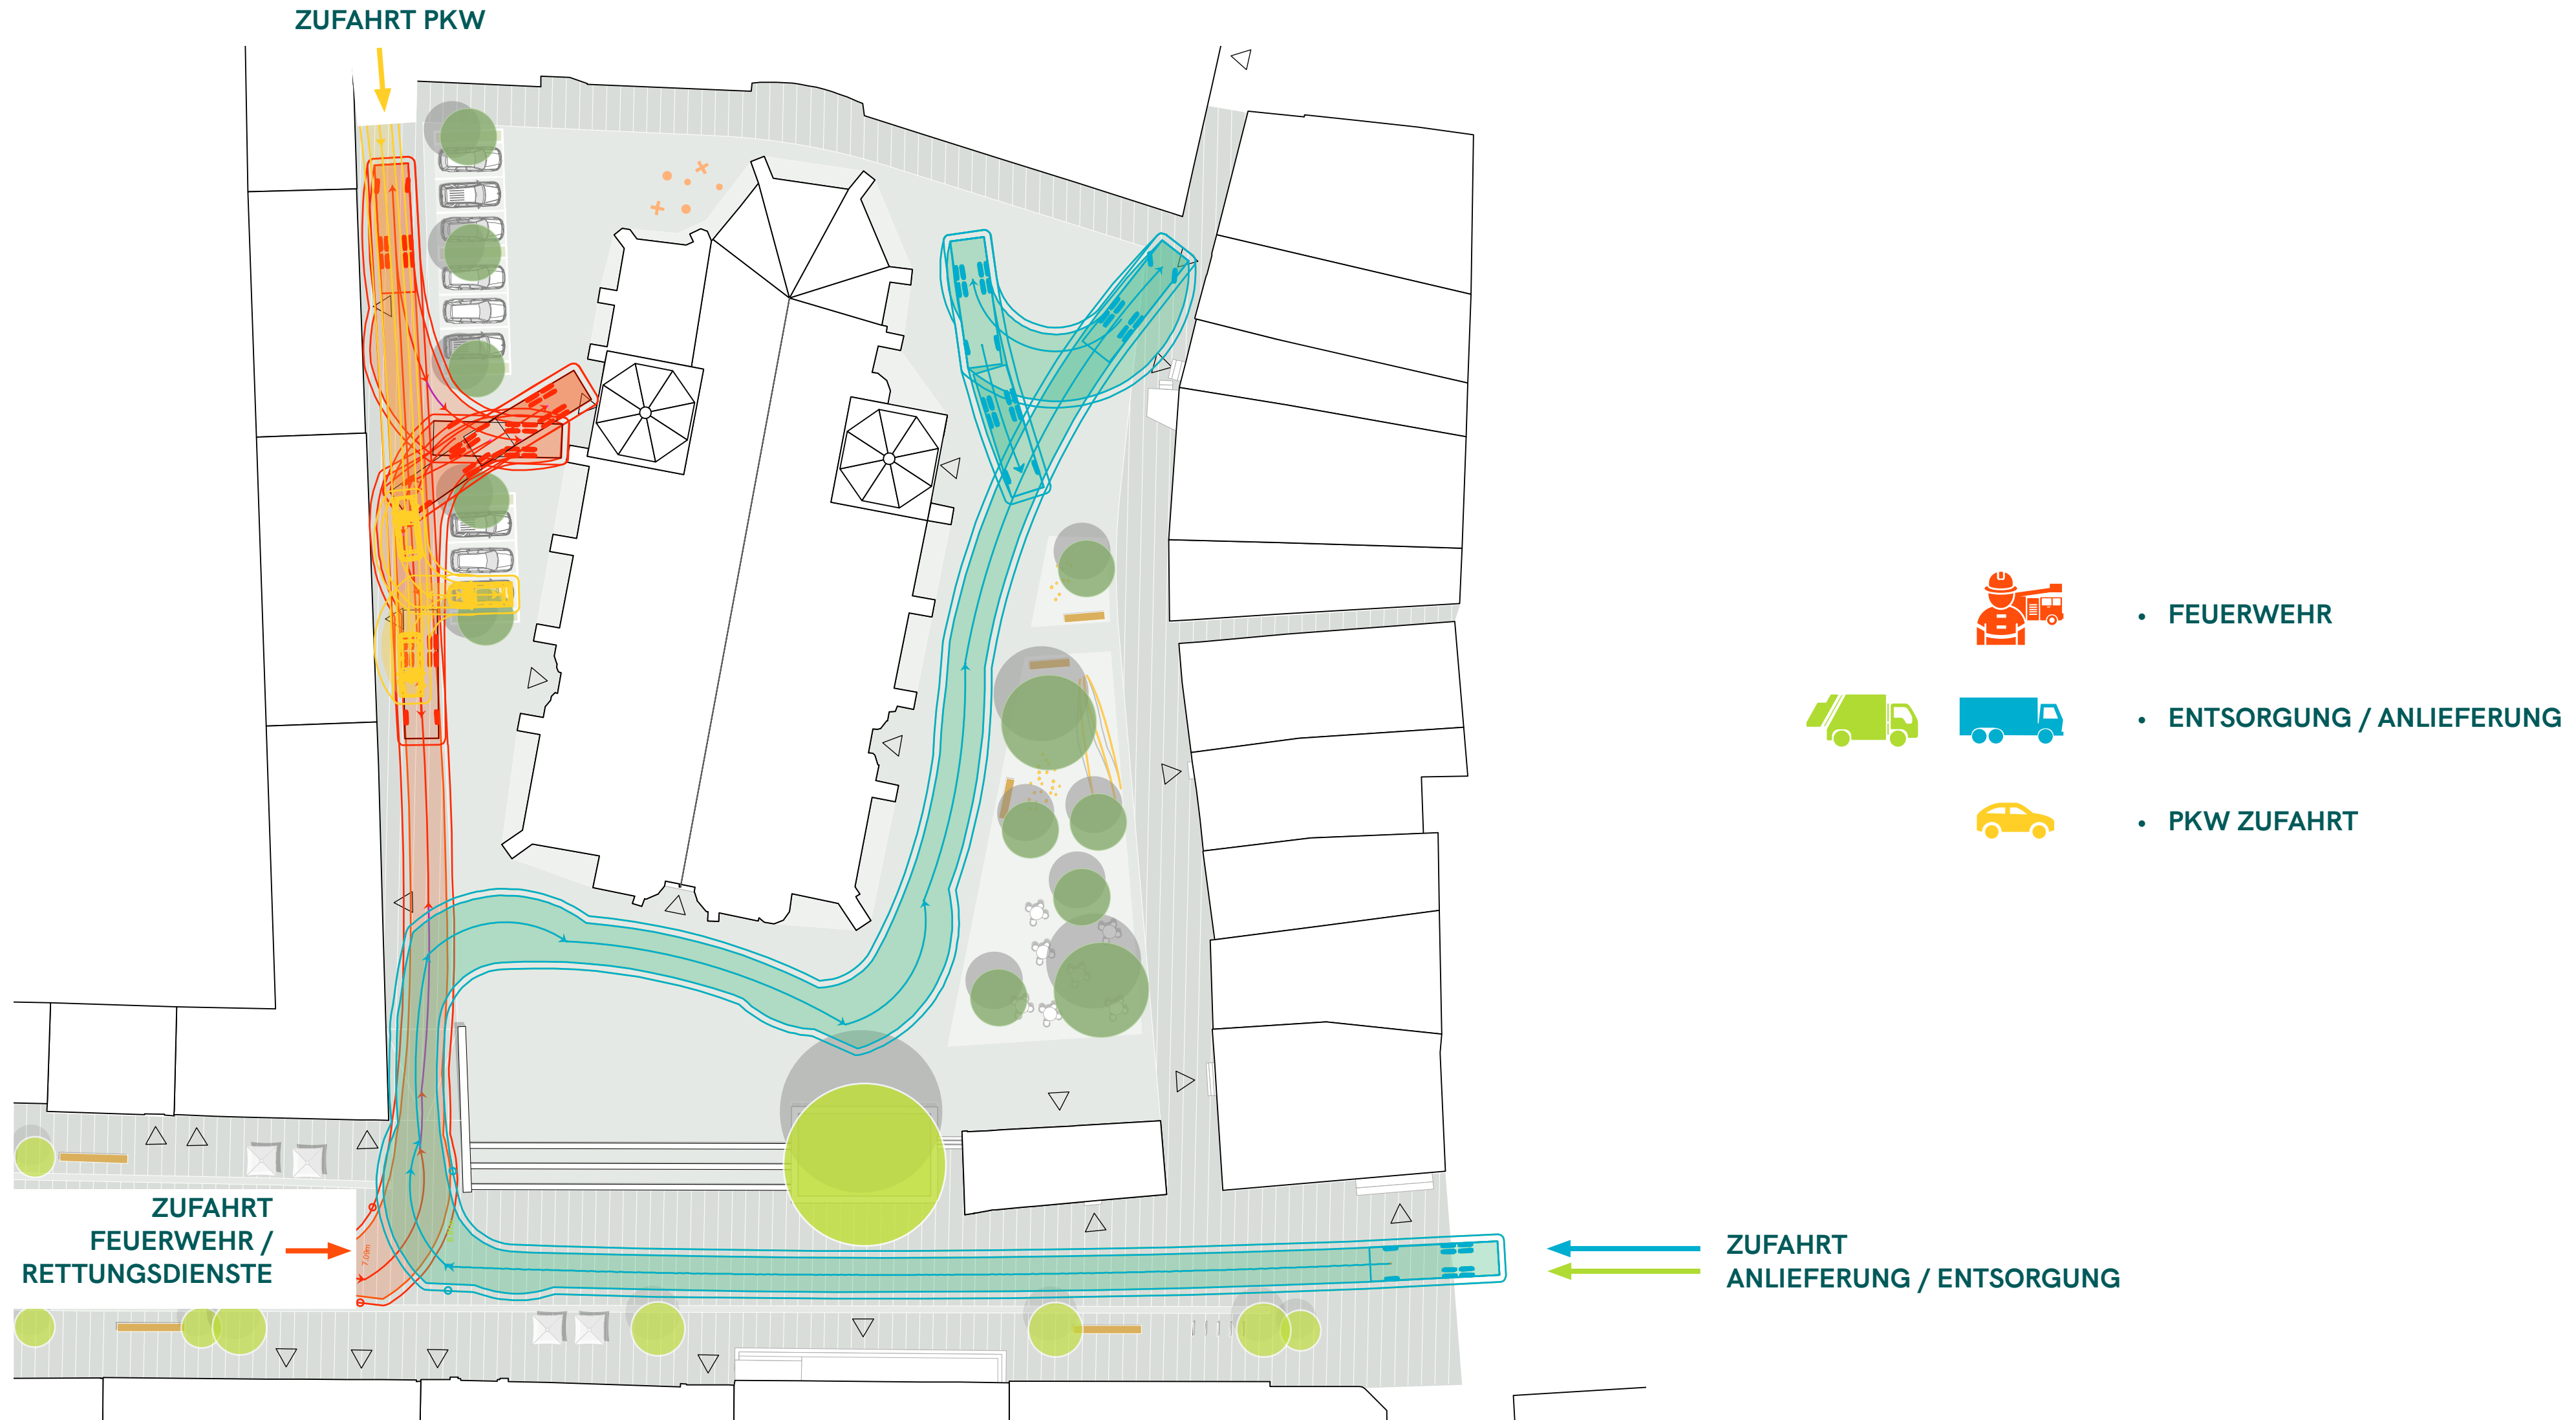 ZUFAHRT PKW
• FEUERWEHR
• ENTSORGUNG / ANLIEFERUNG
• PKW ZUFAHRT
ZUFAHRT
FEUERWEHR /
RETTUNGSDIENSTE
ZUFAHRT
ANLIEFERUNG / ENTSORGUNG